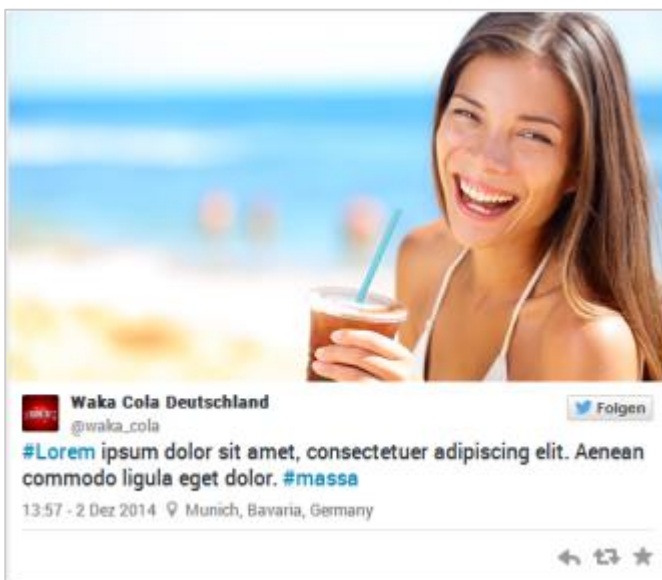 Waka Cola Deutschland
Folgen
@waka_cola
#Lorem ipsum dolor sit amet, consectetuer adipiscing elit. Aenean
commodo ligula eget dolor. #massa
13:57 - 2 Dez 2014 Munich, Bavaria, Germany